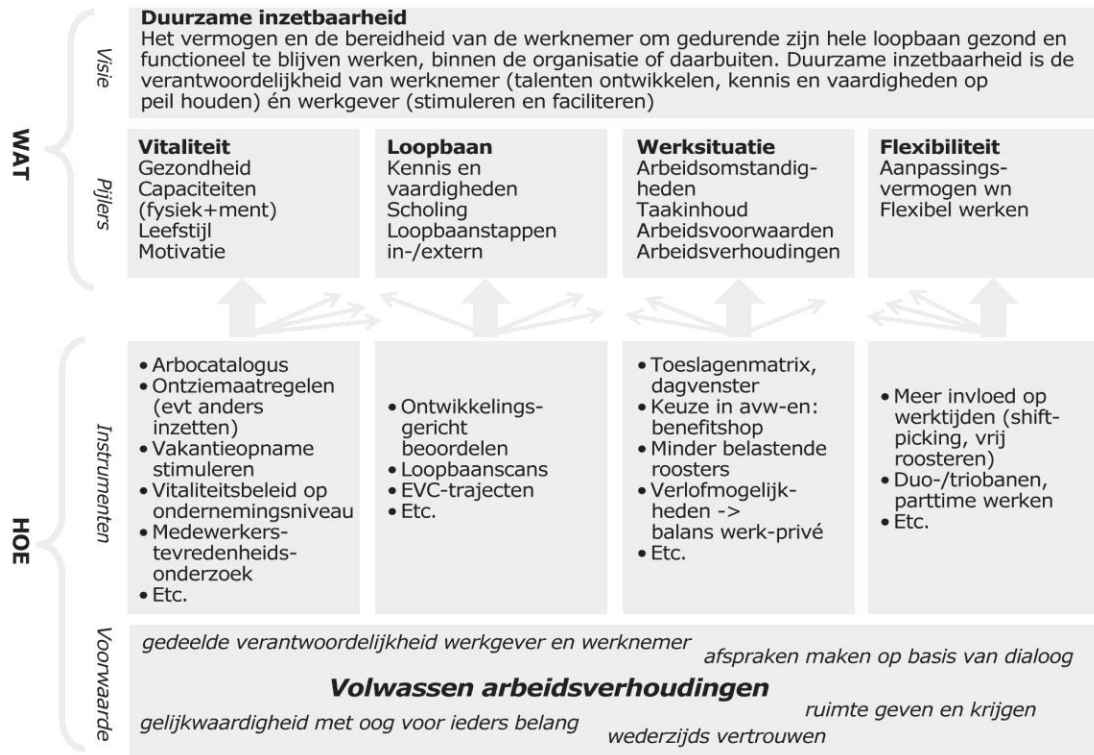 WAT
Visie
Duurzame inzetbaarheid
Het vermogen en de bereidheid van de werknemer om gedurende zijn hele loopbaan gezond en
functioneel te blijven werken, binnen de organisatie of daarbuiten. Duurzame inzetbaarheid is de
verantwoordelijkheid van werknemer (talenten ontwikkelen, kennis en vaardigheden op
peil houden) én werkgever (stimuleren en faciliteren)
Pijlers
Vitaliteit
Gezondheid
Capaciteiten
(fysiek+ment)
Leefstijl
Motivatie
Loopbaan
Kennis en
vaardigheden
Scholing
Loopbaanstappen
in-/extern
Werksituatie
Arbeidsomstandig-
heden
Taakinhoud
Arbeidsvoorwaarden
Arbeidsverhoudingen
Flexibiliteit
Aanpassings-
vermogen wn
Flexibel werken
HOE
Instrumenten
• Arbocatalogus
• Ontziemaatregelen
(evt anders
inzetten)
• Vakantieopname
stimuleren
• Vitaliteitsbeleid op
ondernemingsniveau
• Medewerkers-
tevredenheids-
onderzoek
• Etc.
• Ontwikkelings-
gericht
beoordelen
• Loopbaanscans
• EVC-trajecten
• Etc.
• Toeslagenmatrix,
dagvenster
• Keuze in avw-en:
benefitshop
• Minder belastende
roosters
• Verlofmogelijk-
heden ->
balans werk-privé
• Etc.
• Meer invloed op
werktijden (shift-
picking, vrij
roosteren)
• Duo-/triobanen,
parttime werken
• Etc.
Voorwaarde
gedeelde verantwoordelijkheid werkgever en werknemer
afspraken maken op basis van dialoog
Volwassen arbeidsverhoudingen
ruimte geven en krijgen
gelijkwaardigheid met oog voor ieders belang
wederzijds vertrouwen